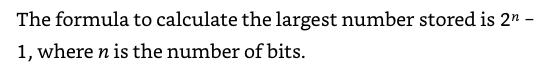 The formula to calculate the largest number stored is 2ⁿ –
1, where n is the number of bits.